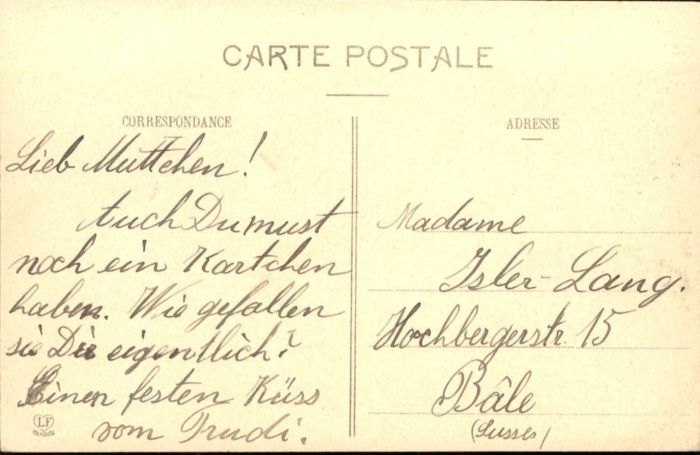 CARTE POSTALE
CORRESPONDANCE
Lieb Muttchen!
Auch Du must
noch ein Kartchen
haben. Wie gefallen
sie Dir eigentlich?
Einen festen Küss
vom Trudi.
LF
ADRESSE
Madame
Isler-Lang.
Hochbergerstr. 15
Bâle
(Suisse)